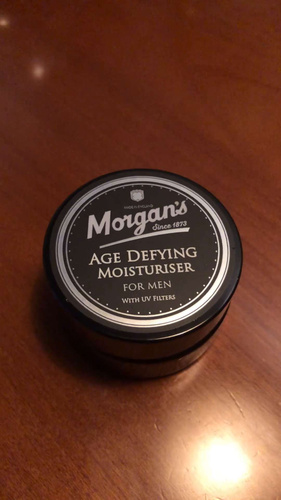 Morgan's
Since 1873
AGE DEFYING
MOISTURISER
FOR MEN
WITH UV FILTERS